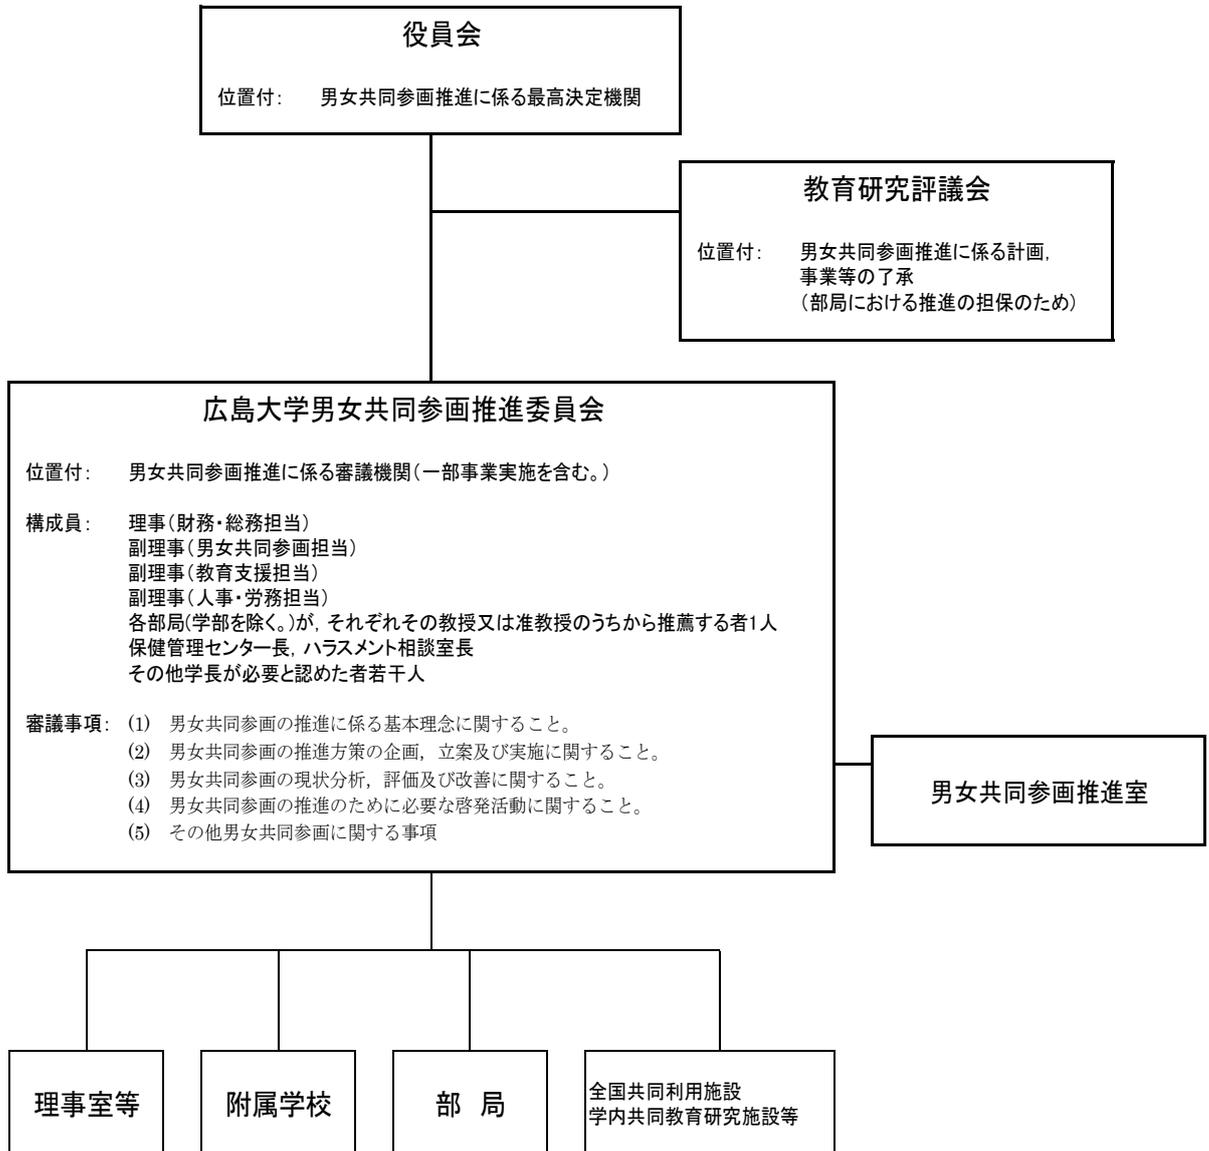 役員会
位置付： 男女共同参画推進に係る最高決定機関
教育研究評議会
位置付： 男女共同参画推進に係る計画，
事業等の了承
（部局における推進の担保のため）
広島大学男女共同参画推進委員会
位置付： 男女共同参画推進に係る審議機関（一部事業実施を含む。）
構成員： 理事（財務・総務担当）
副理事（男女共同参画担当）
副理事（教育支援担当）
副理事（人事・労務担当）
各部局（学部を除く。）が，それぞれその教授又は准教授のうちから推薦する者1人
保健管理センター長，ハラスメント相談室長
その他学長が必要と認めた者若干人
審議事項： (1) 男女共同参画の推進に係る基本理念に関すること。
(2) 男女共同参画の推進方策の企画，立案及び実施に関すること。
(3) 男女共同参画の現状分析，評価及び改善に関すること。
(4) 男女共同参画の推進のために必要な啓発活動に関すること。
(5) その他男女共同参画に関する事項
男女共同参画推進室
理事室等
附属学校
部 局
全国共同利用施設
学内共同教育研究施設等